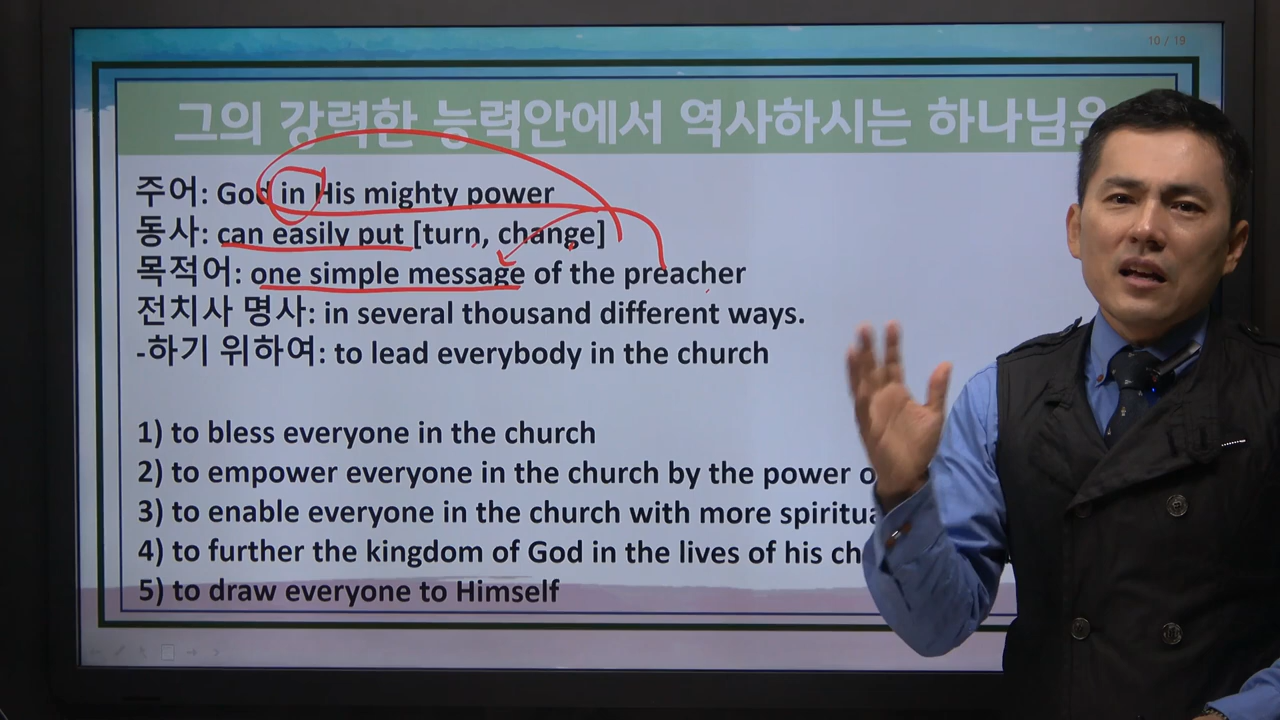 10 / 19
그의 강력한 능력안에서 역사하시는 하나님은
주어: God in His mighty power
동사: can easily put [turn, change]
목적어: one simple message of the preacher
전치사 명사: in several thousand different ways.
-하기 위하여: to lead everybody in the church
1) to bless everyone in the church
2) to empower everyone in the church by the power
3) to enable everyone in the church with more
4) to further the kingdom of God in the lives of his
5) to draw everyone to Himself